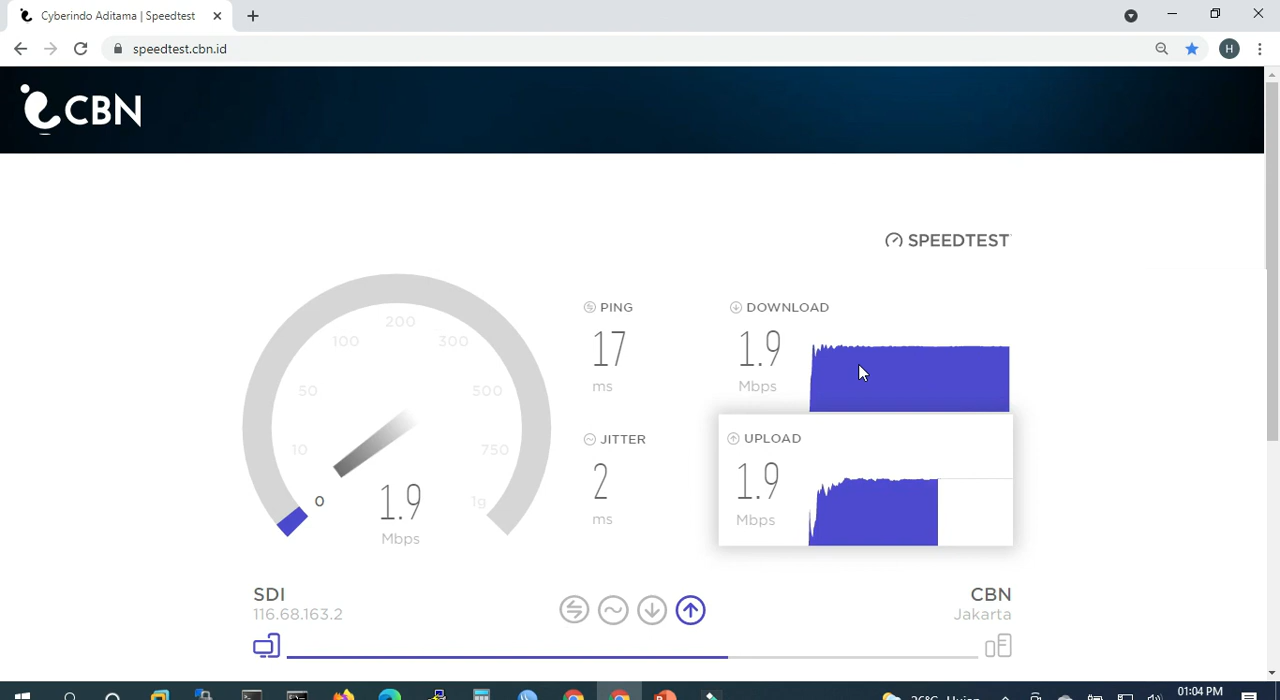 Cyberindo Aditama | Speedtest
speedtest.cbn.id
H
CBN
SPEEDTEST
PING
17
ms
DOWNLOAD
1.9
Mbps
JITTER
2
ms
UPLOAD
1.9
Mbps
0
10
50
100
200
300
500
750
1g
1.9
Mbps
SDI
116.68.163.2
CBN
Jakarta
26°C Hujan
01:04 PM